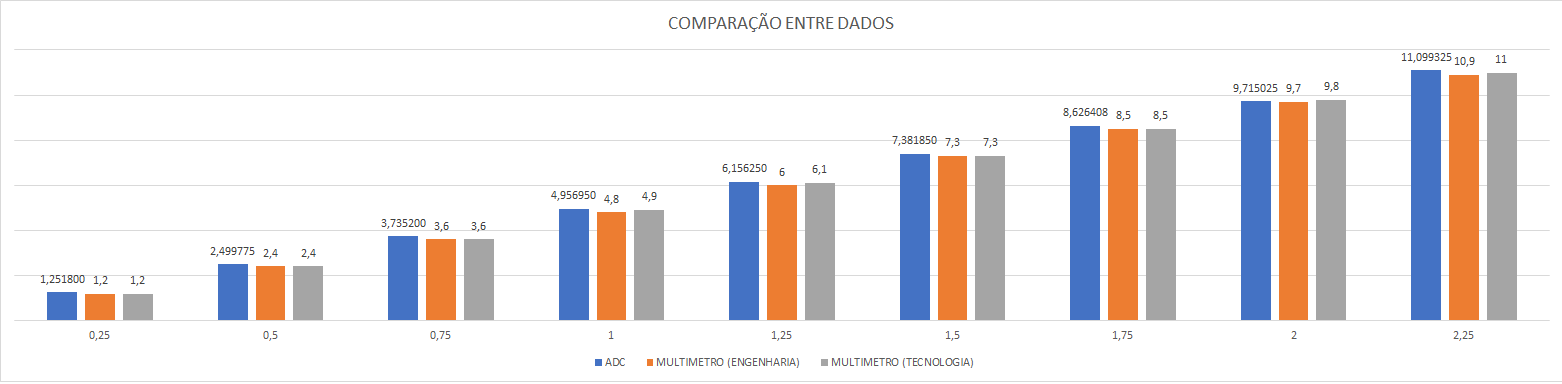 COMPARAÇÃO ENTRE DADOS
1,251800 1,2 1,2
2,499775 2,4 2,4
3,735200 3,6 3,6
4,956950 4,8 4,9
6,156250 6 6,1
7,381850 7,3 7,3
8,626408 8,5 8,5
9,715025 9,7 9,8
11,099325 10,9 11
0,25 0,5 0,75 1 1,25 1,5 1,75 2 2,25
ADC MULTIMETRO (ENGENHARIA) MULTIMETRO (TECNOLOGIA)